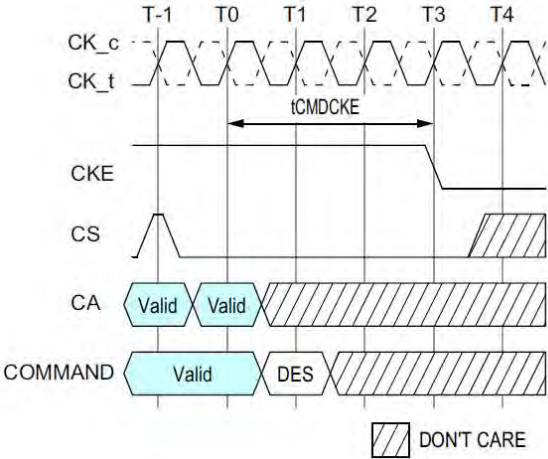 T-1 T0 T1 T2 T3 T4
CK_c
CK_t
tCMDCKE
CKE
CS
CA Valid Valid
COMMAND Valid DES
DON'T CARE